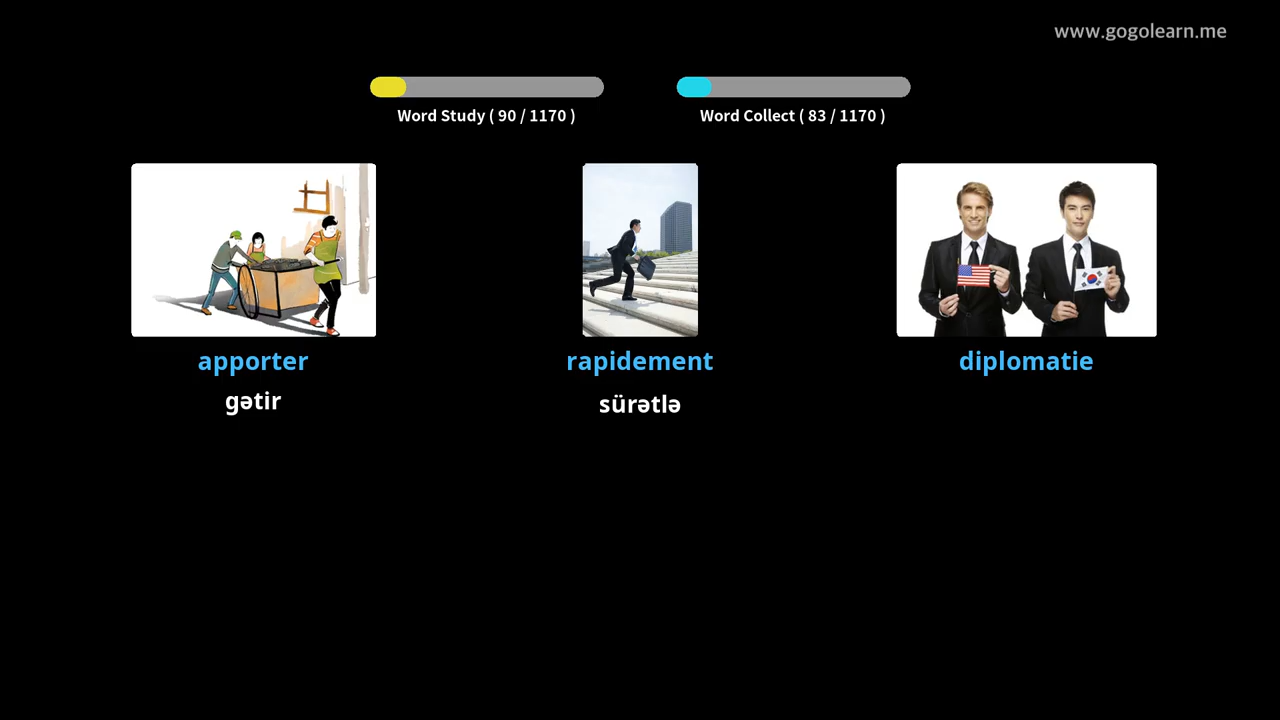 www.gogolearn.me
Word Study ( 90 / 1170 )
Word Collect ( 83 / 1170 )
apporter
rapidement
diplomatie
gətir
sürətlə